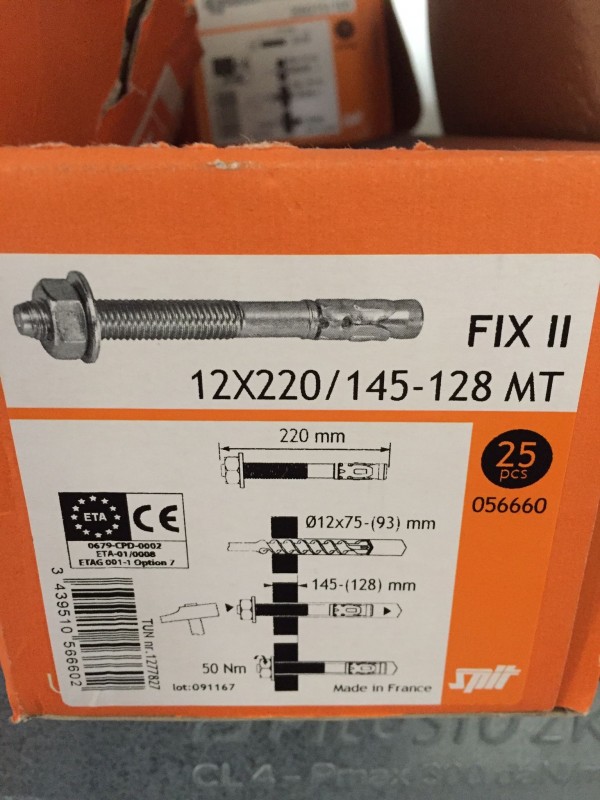 FIX II
12X220/145-128 MT
220 mm
25
pcs
056660
ETA
CE
0679-CPD-0002
ETA-01/0008
ETAG 001-1 Option 7
Ø12x75-(93) mm
145-(128) mm
50 Nm
3 439510 566602
TUN nr.1277827
lot:091167
Made in France
Spit
CL4-Pmax